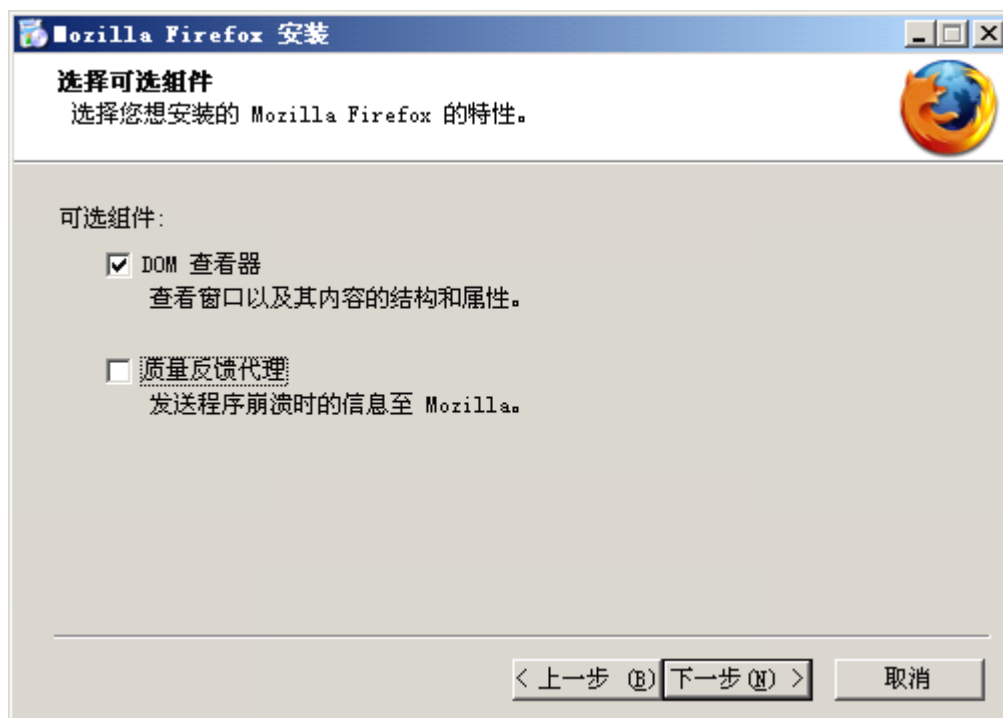 Mozilla Firefox 安装
选择可选组件
选择您想安装的 Mozilla Firefox 的特性。
可选组件:
DOM 查看器
查看窗口以及其内容的结构和属性。
质量反馈代理
发送程序崩溃时的信息至 Mozilla。
< 上一步 (B) 下一步(N) > 取消